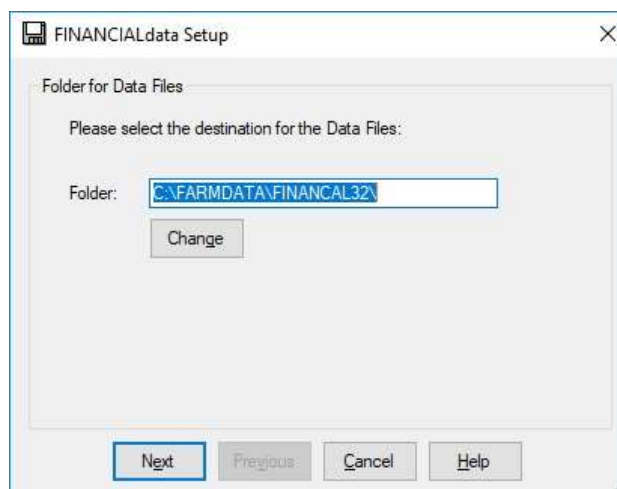 FINANCIALdata Setup
Folder for Data Files
Please select the destination for the Data Files:
Folder: C:\FARMDATA\FINANCAL32\
Change
Next Previous Cancel Help